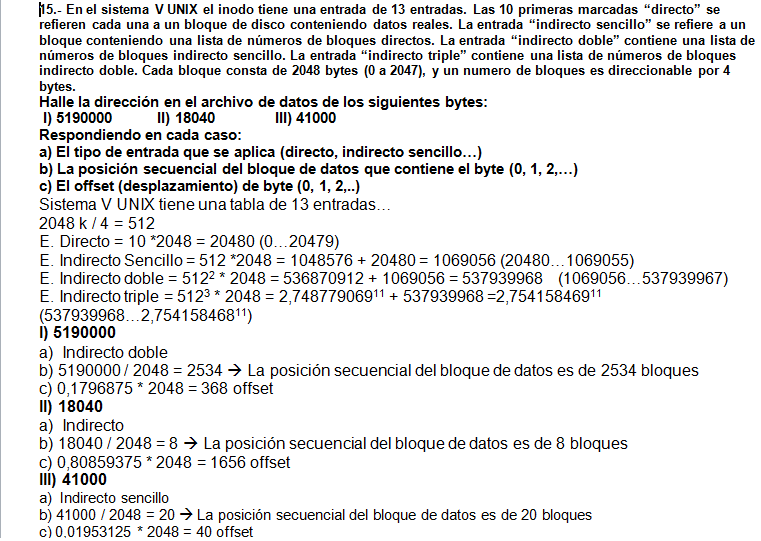 15.- En el sistema V UNIX el inodo tiene una entrada de 13 entradas. Las 10 primeras marcadas “directo” se
refieren cada una a un bloque de disco conteniendo datos reales. La entrada “indirecto sencillo” se refiere a un
bloque conteniendo una lista de números de bloques directos. La entrada “indirecto doble” contiene una lista de
números de bloques indirecto sencillo. La entrada “indirecto triple” contiene una lista de números de bloques
indirecto doble. Cada bloque consta de 2048 bytes (0 a 2047), y un numero de bloques es direccionable por 4
bytes.
Halle la dirección en el archivo de datos de los siguientes bytes:
I) 5190000 II) 18040 III) 41000
Respondiendo en cada caso:
a) El tipo de entrada que se aplica (directo, indirecto sencillo…)
b) La posición secuencial del bloque de datos que contiene el byte (0, 1, 2,…)
c) El offset (desplazamiento) de byte (0, 1, 2,..)
Sistema V UNIX tiene una tabla de 13 entradas…
2048 k / 4 = 512
E. Directo = 10 *2048 = 20480 (0…20479)
E. Indirecto Sencillo = 512 *2048 = 1048576 + 20480 = 1069056 (20480…1069055)
E. Indirecto doble = 512² * 2048 = 536870912 + 1069056 = 537939968 (1069056…537939967)
E. Indirecto triple = 512³ * 2048 = 2,748779069¹¹ + 537939968 =2,754158469¹¹
(537939968…2,754158468¹¹)
I) 5190000
a) Indirecto doble
b) 5190000 / 2048 = 2534 → La posición secuencial del bloque de datos es de 2534 bloques
c) 0,1796875 * 2048 = 368 offset
II) 18040
a) Indirecto
b) 18040 / 2048 = 8 → La posición secuencial del bloque de datos es de 8 bloques
c) 0,80859375 * 2048 = 1656 offset
III) 41000
a) Indirecto sencillo
b) 41000 / 2048 = 20 → La posición secuencial del bloque de datos es de 20 bloques
c) 0,01953125 * 2048 = 40 offset